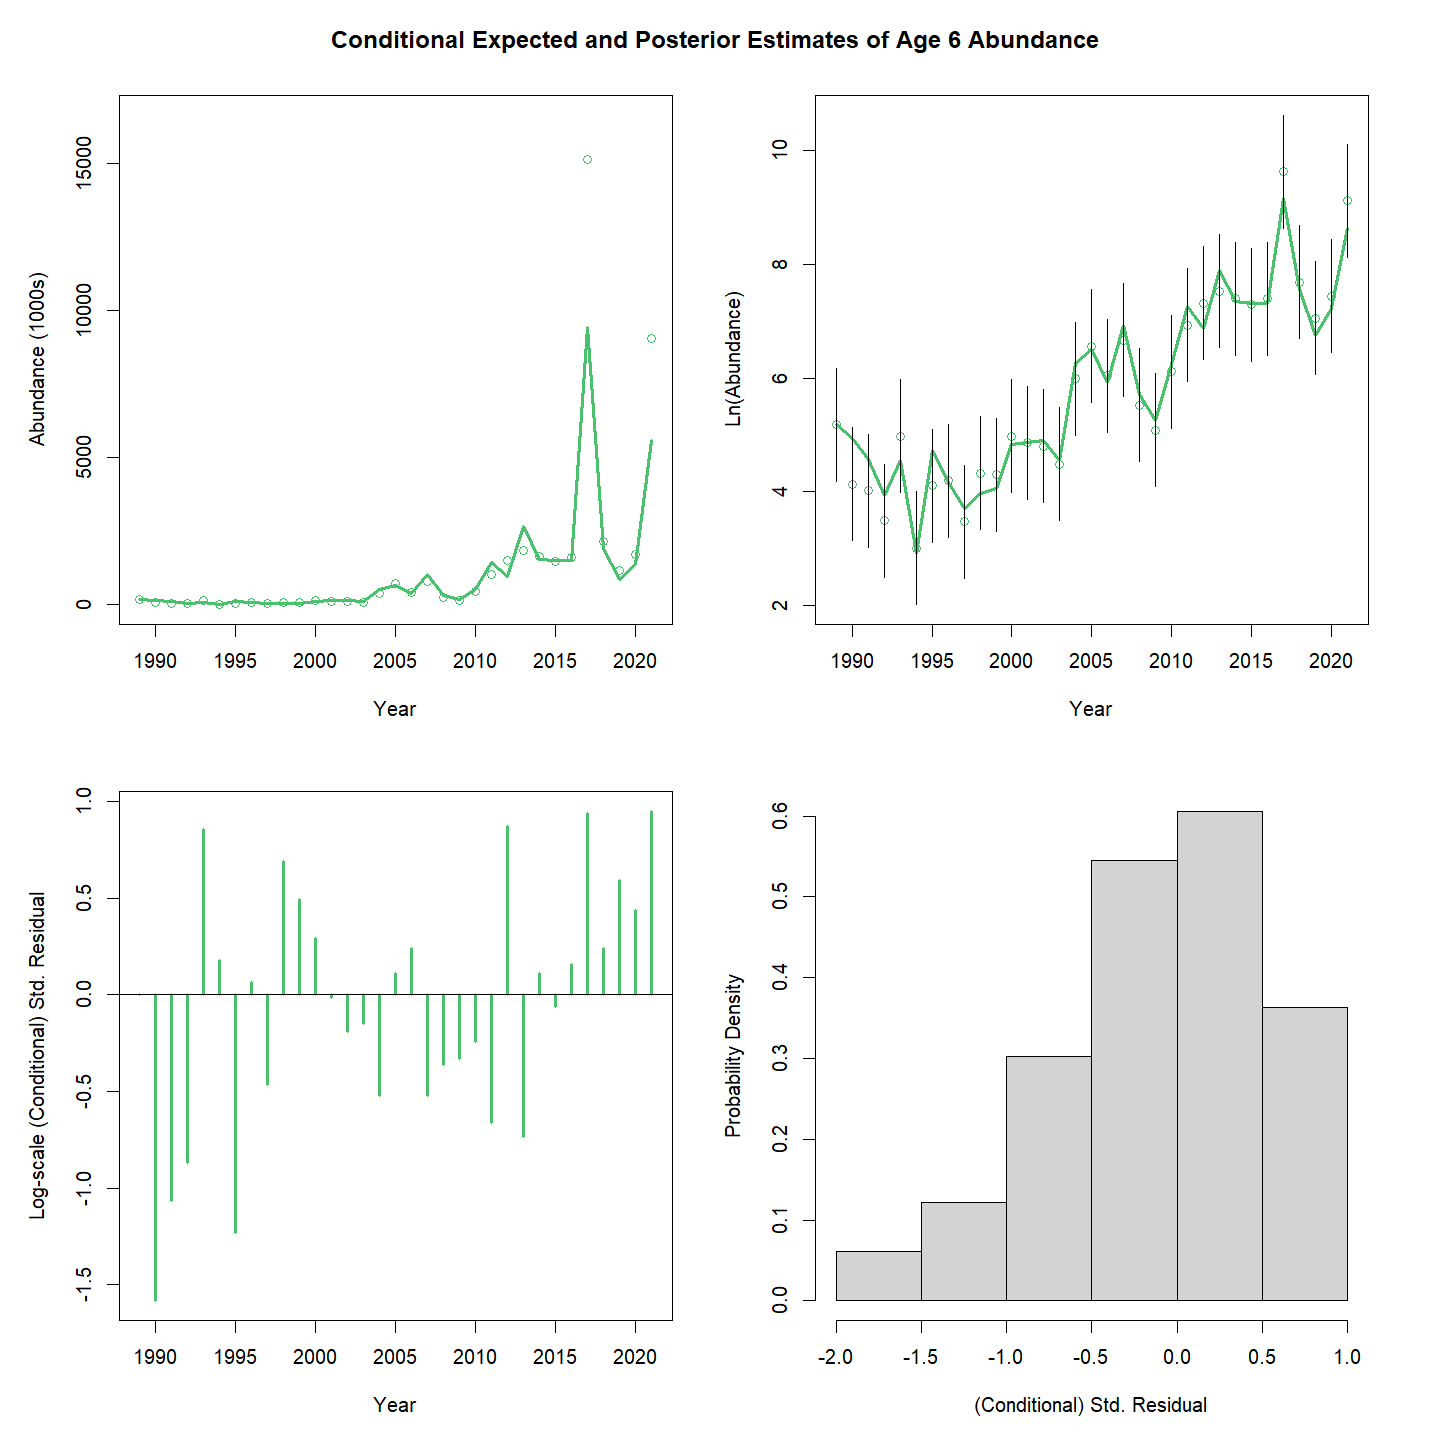 Conditional Expected and Posterior Estimates of Age 6 Abundance
Abundance (1000s)
0 5000 10000 15000
1990 1995 2000 2005 2010 2015 2020
Year
Ln(Abundance)
2 4 6 8 10
1990 1995 2000 2005 2010 2015 2020
Year
Log-scale (Conditional) Std. Residual
-1.5 -1.0 -0.5 0.0 0.5 1.0
1990 1995 2000 2005 2010 2015 2020
Year
Probability Density
0.0 0.1 0.2 0.3 0.4 0.5 0.6
-2.0 -1.5 -1.0 -0.5 0.0 0.5 1.0
(Conditional) Std. Residual